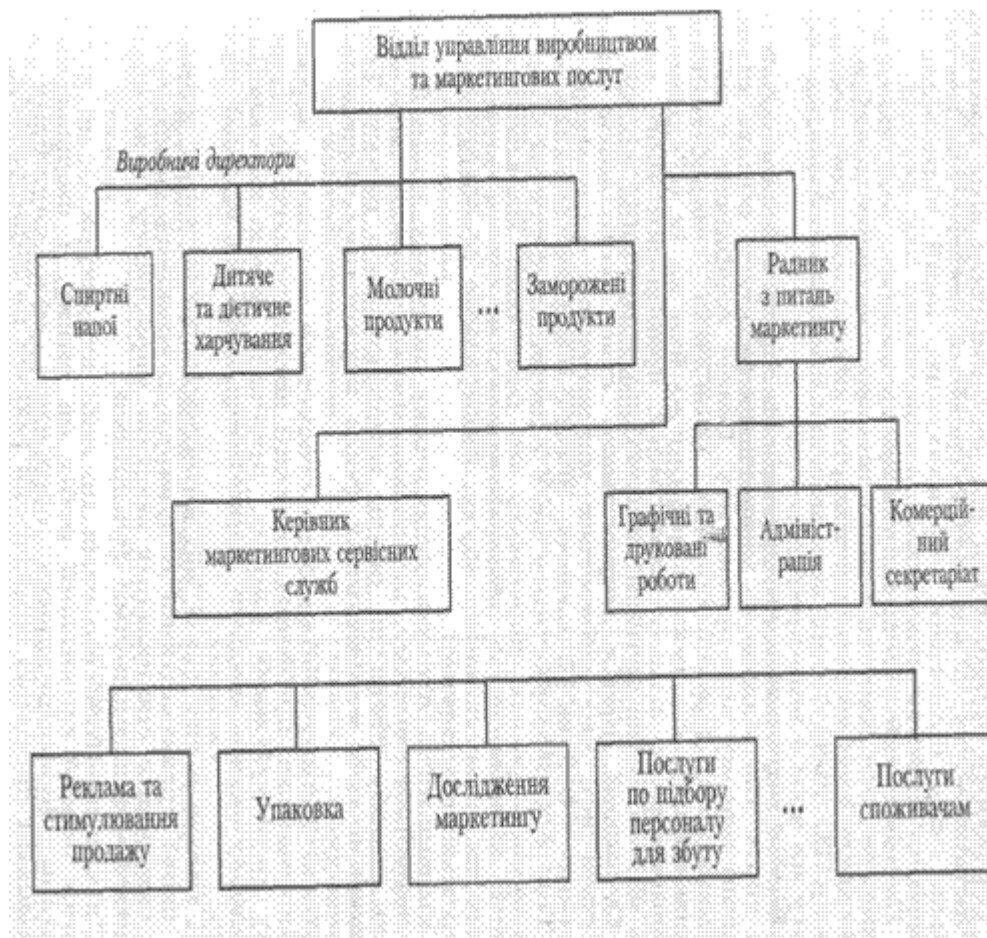 Відділ управління виробництвом
та маркетингових послуг
Виробничі директори
Спиртні
напої
Дитяче
та дієтичне
харчування
Молочні
продукти
...
Заморожені
продукти
Радник
з питань
маркетингу
Керівник
маркетингових сервісних
служб
Графічні та
друковані
роботи
Адмініст-
рація
Комерцій-
ний
секретаріат
Реклама та
стимулювання
продажу
Упаковка
Дослідження
маркетингу
Послуги
по підбору
персоналу
для збуту
...
Послуги
споживачам